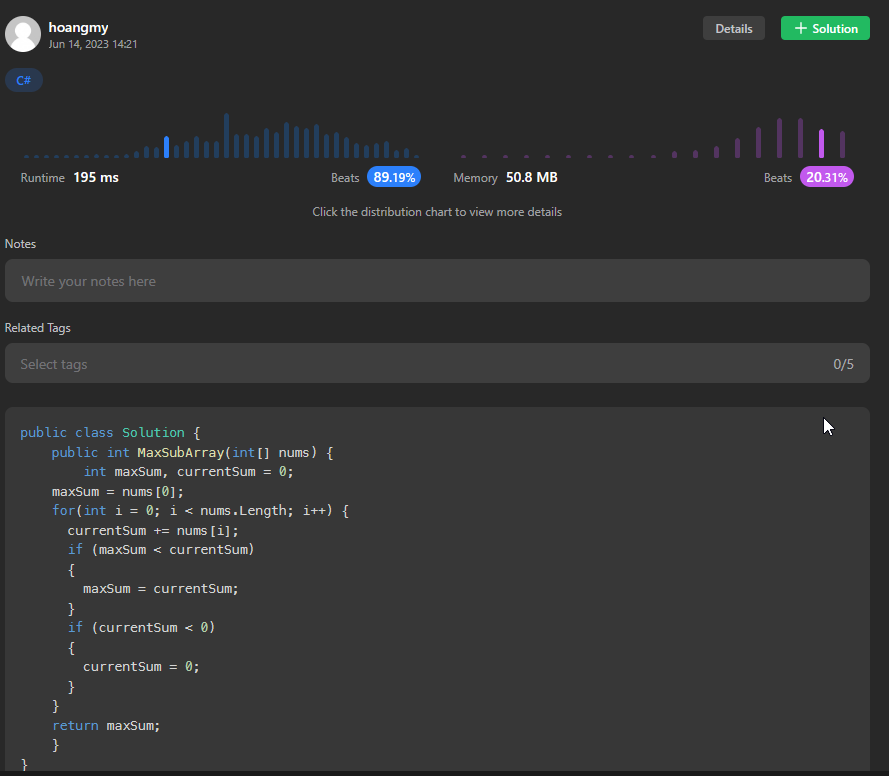 hoangmy
Jun 14, 2023 14:21
Details
+ Solution
C#
Runtime 195 ms
Beats 89.19%
Memory 50.8 MB
Beats 20.31%
Click the distribution chart to view more details
Notes
Write your notes here
Related Tags
Select tags
0/5
public class Solution {
    public int MaxSubArray(int[] nums) {
        int maxSum, currentSum = 0;
    maxSum = nums[0];
    for(int i = 0; i < nums.Length; i++) {
      currentSum += nums[i];
      if (maxSum < currentSum)
      {
        maxSum = currentSum;
      }
      if (currentSum < 0)
      {
        currentSum = 0;
      }
    }
    return maxSum;
    }
}